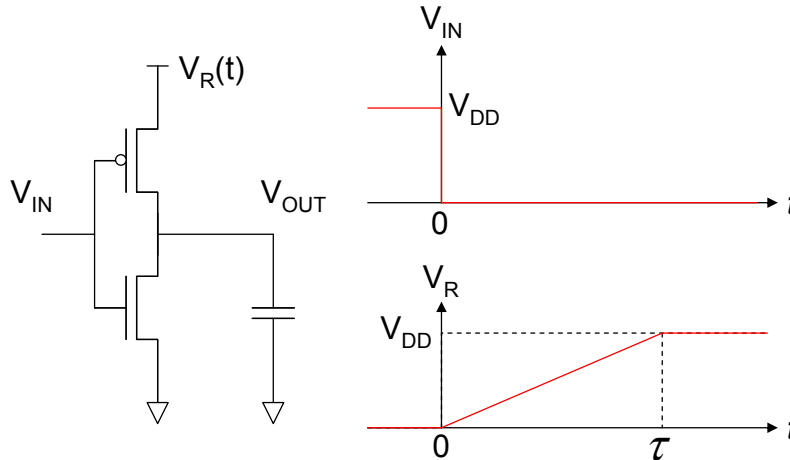 V_R(t)
V_IN
V_OUT
V_IN
V_DD
0
t
V_R
V_DD
0
τ
t